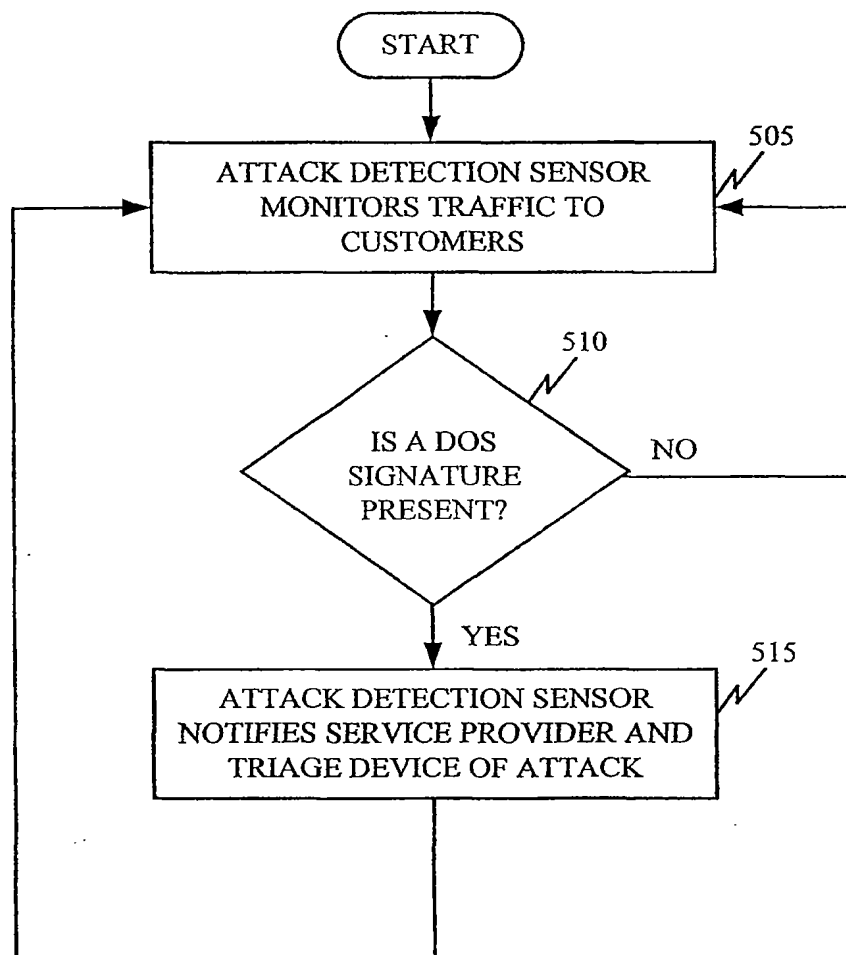 START
505
ATTACK DETECTION SENSOR
MONITORS TRAFFIC TO
CUSTOMERS
510
IS A DOS
SIGNATURE
PRESENT?
NO
YES
515
ATTACK DETECTION SENSOR
NOTIFIES SERVICE PROVIDER AND
TRIAGE DEVICE OF ATTACK